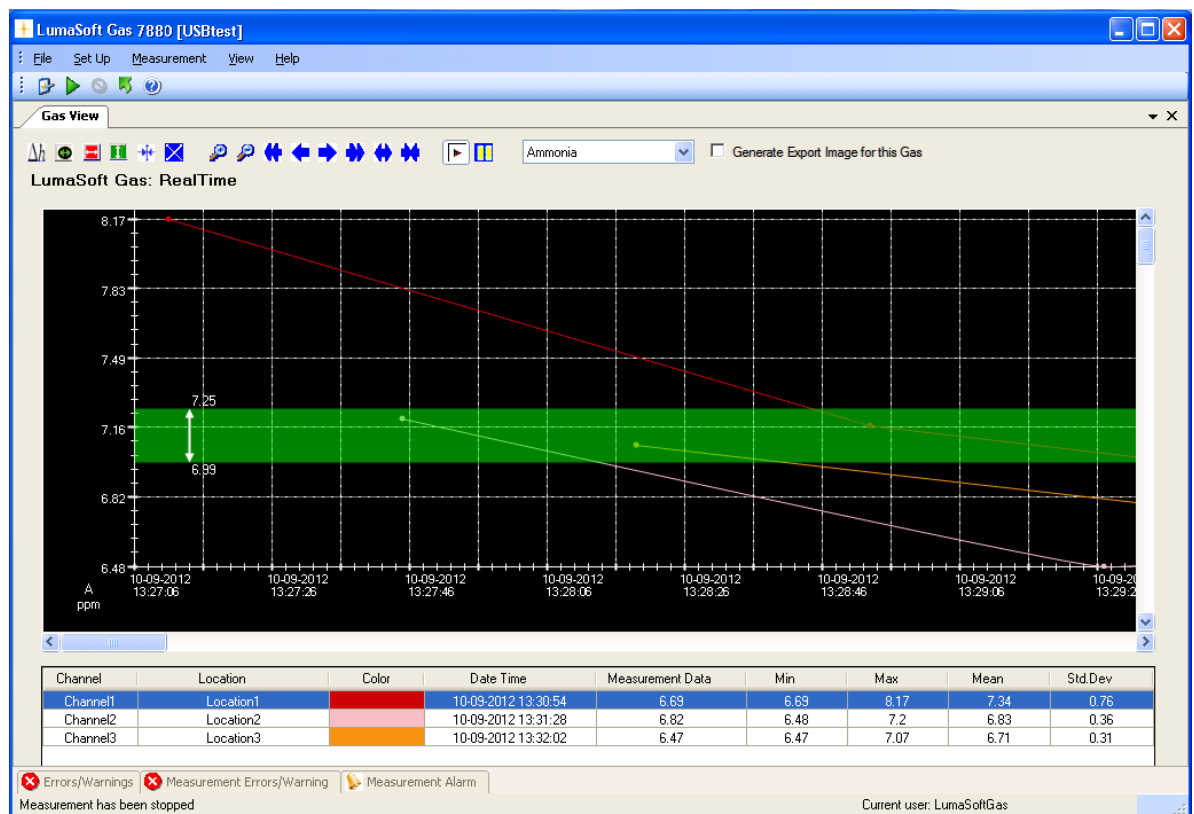 LumaSoft Gas 7880 [USBtest]
File Set Up Measurement View Help
Gas View
Δh
Ammonia
Generate Export Image for this Gas
LumaSoft Gas: RealTime
8.17
7.83
7.49
7.25
7.16
6.99
6.82
6.48
A
ppm
10-09-2012 10-09-2012 10-09-2012 10-09-2012 10-09-2012 10-09-2012 10-09-2012 10-09-20
13:27:06 13:27:26 13:27:46 13:28:06 13:28:26 13:28:46 13:29:06 13:29:2
Channel Location Color Date Time Measurement Data Min Max Mean Std.Dev
Channel1 Location1 10-09-2012 13:30:54 6.69 6.69 8.17 7.34 0.76
Channel2 Location2 10-09-2012 13:31:28 6.82 6.48 7.2 6.83 0.36
Channel3 Location3 10-09-2012 13:32:02 6.47 6.47 7.07 6.71 0.31
Errors/Warnings Measurement Errors/Warning Measurement Alarm
Measurement has been stopped Current user: LumaSoftGas